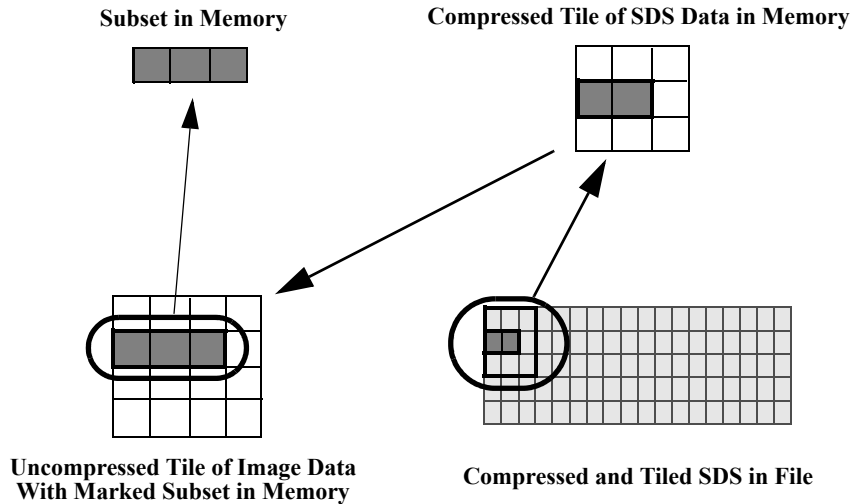 Subset in Memory
Compressed Tile of SDS Data in Memory
Uncompressed Tile of Image Data
With Marked Subset in Memory
Compressed and Tiled SDS in File